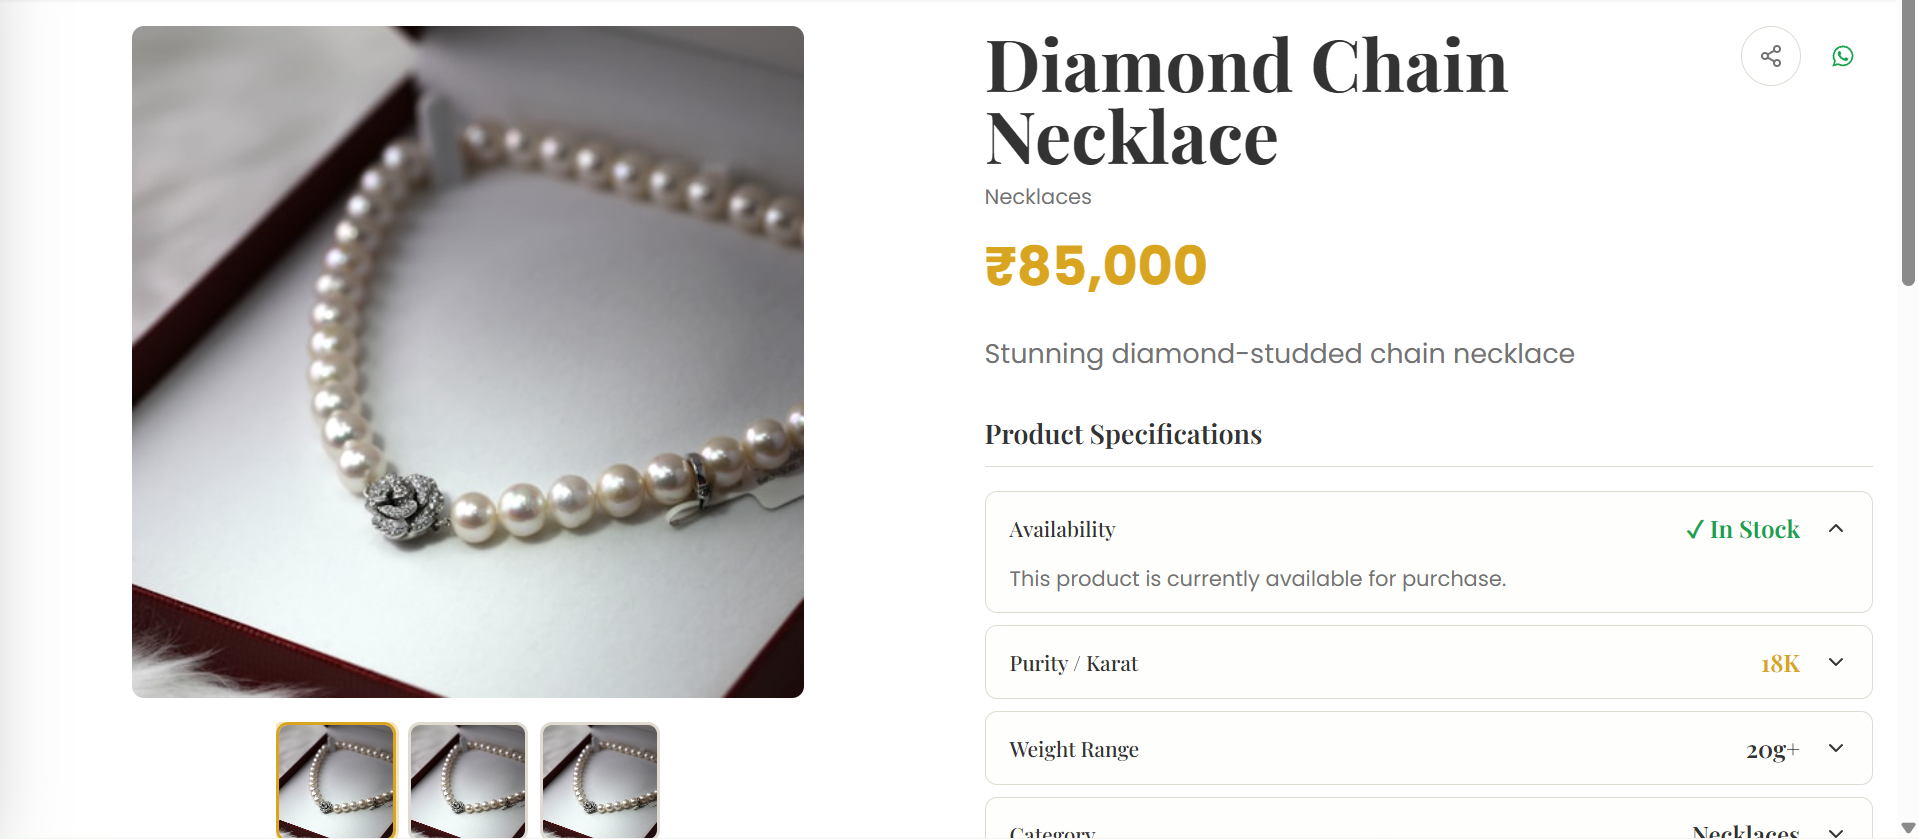 Diamond Chain
Necklace
Necklaces
₹85,000
Stunning diamond-studded chain necklace
Product Specifications
Availability
✓ In Stock
This product is currently available for purchase.
Purity / Karat
18K
Weight Range
20g+
Category
Necklaces